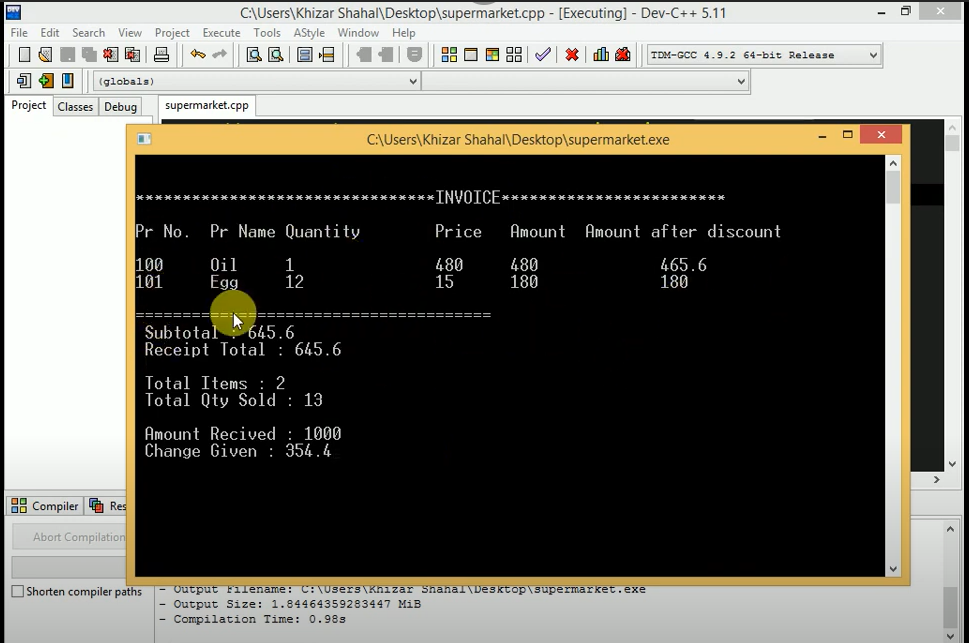 C:\Users\Khizar Shahal\Desktop\supermarket.cpp - [Executing] - Dev-C++ 5.11
File Edit Search View Project Execute Tools AStyle Window Help
TDM-GCC 4.9.2 64-bit Release
(globals)
Project Classes Debug supermarket.cpp
C:\Users\Khizar Shahal\Desktop\supermarket.exe
********************************INVOICE************************
Pr No. Pr Name Quantity Price Amount Amount after discount
100 Oil 1 480 480 465.6
101 Egg 12 15 180 180
======================================
Subtotal : 645.6
Receipt Total : 645.6
Total Items : 2
Total Qty Sold : 13
Amount Recived : 1000
Change Given : 354.4
Compiler Res
Abort Compilation
Shorten compiler paths
- Output Filename: C:\Users\Khizar Shahal\Desktop\supermarket.exe
- Output Size: 1.84464359283447 MiB
- Compilation Time: 0.98s